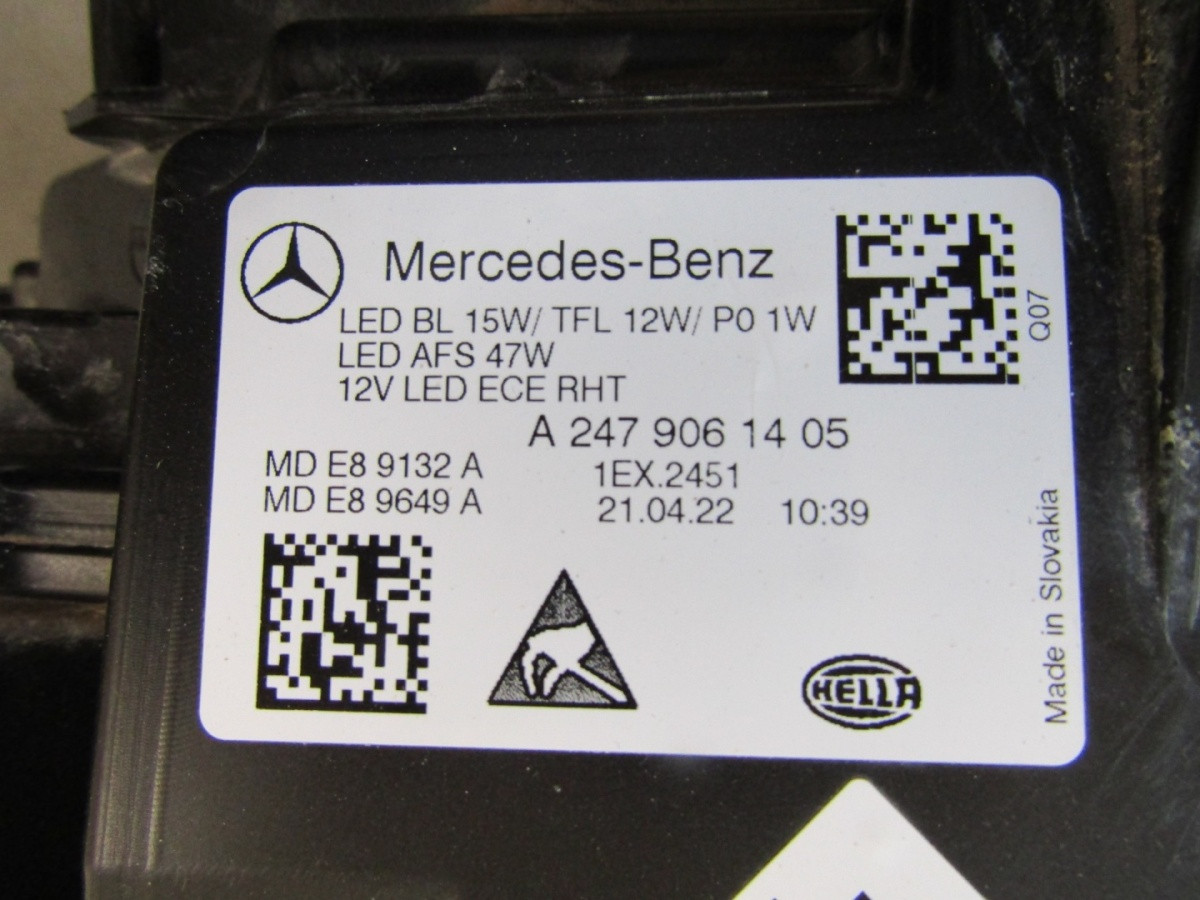 Mercedes-Benz
LED BL 15W/ TFL 12W/ P0 1W
LED AFS 47W
12V LED ECE RHT
A 247 906 14 05
MD E8 9132 A
1EX.2451
MD E8 9649 A
21.04.22 10:39
Q07
Made in Slovakia
HELLA